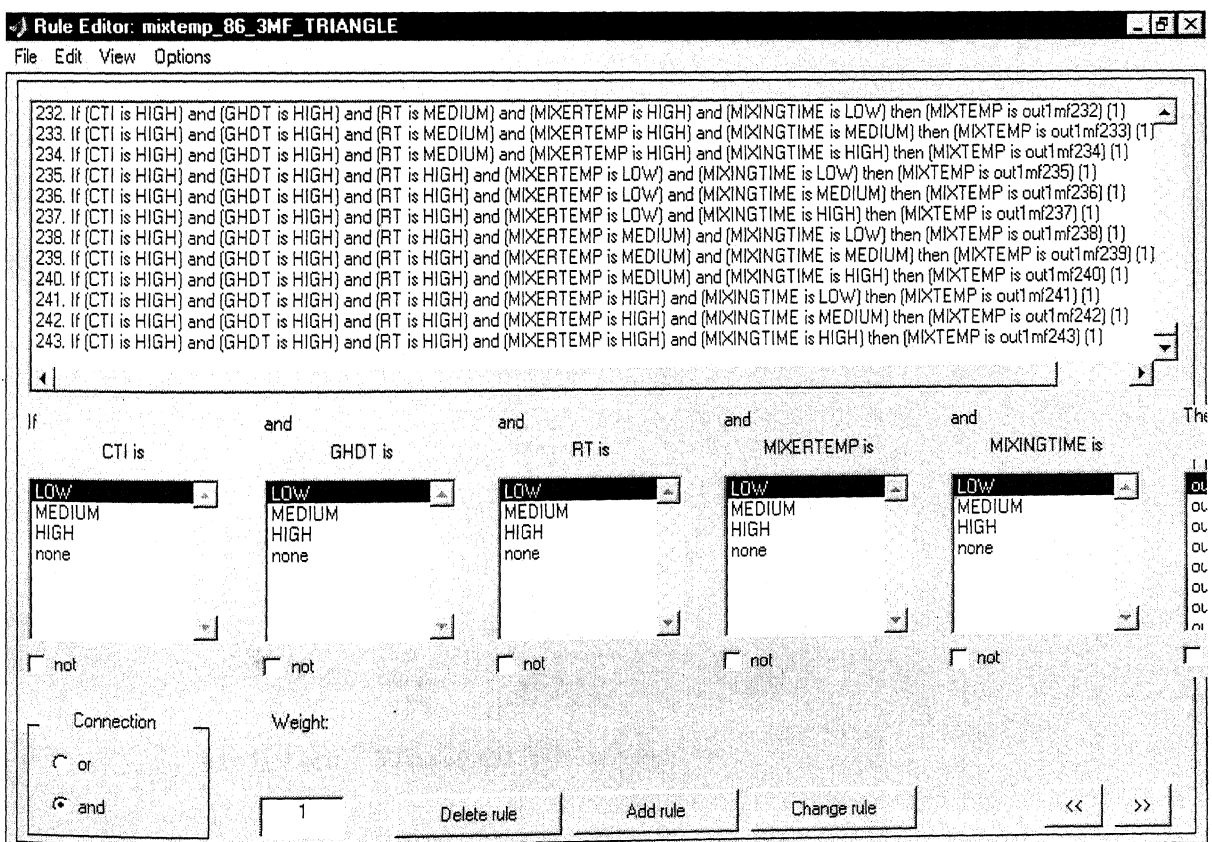 Rule Editor: mixtemp_86_3MF_TRIANGLE
File Edit View Options
232. If (CTI is HIGH) and (GHDT is HIGH) and (RT is MEDIUM) and (MIXERTEMP is HIGH) and (MIXINGTIME is LOW) then (MIXTEMP is out1mf232) (1)
233. If (CTI is HIGH) and (GHDT is HIGH) and (RT is MEDIUM) and (MIXERTEMP is HIGH) and (MIXINGTIME is MEDIUM) then (MIXTEMP is out1mf233) (1)
234. If (CTI is HIGH) and (GHDT is HIGH) and (RT is MEDIUM) and (MIXERTEMP is HIGH) and (MIXINGTIME is HIGH) then (MIXTEMP is out1mf234) (1)
235. If (CTI is HIGH) and (GHDT is HIGH) and (RT is HIGH) and (MIXERTEMP is LOW) and (MIXINGTIME is LOW) then (MIXTEMP is out1mf235) (1)
236. If (CTI is HIGH) and (GHDT is HIGH) and (RT is HIGH) and (MIXERTEMP is LOW) and (MIXINGTIME is MEDIUM) then (MIXTEMP is out1mf236) (1)
237. If (CTI is HIGH) and (GHDT is HIGH) and (RT is HIGH) and (MIXERTEMP is LOW) and (MIXINGTIME is HIGH) then (MIXTEMP is out1mf237) (1)
238. If (CTI is HIGH) and (GHDT is HIGH) and (RT is HIGH) and (MIXERTEMP is MEDIUM) and (MIXINGTIME is LOW) then (MIXTEMP is out1mf238) (1)
239. If (CTI is HIGH) and (GHDT is HIGH) and (RT is HIGH) and (MIXERTEMP is MEDIUM) and (MIXINGTIME is MEDIUM) then (MIXTEMP is out1mf239) (1)
240. If (CTI is HIGH) and (GHDT is HIGH) and (RT is HIGH) and (MIXERTEMP is MEDIUM) and (MIXINGTIME is HIGH) then (MIXTEMP is out1mf240) (1)
241. If (CTI is HIGH) and (GHDT is HIGH) and (RT is HIGH) and (MIXERTEMP is HIGH) and (MIXINGTIME is LOW) then (MIXTEMP is out1mf241) (1)
242. If (CTI is HIGH) and (GHDT is HIGH) and (RT is HIGH) and (MIXERTEMP is HIGH) and (MIXINGTIME is MEDIUM) then (MIXTEMP is out1mf242) (1)
243. If (CTI is HIGH) and (GHDT is HIGH) and (RT is HIGH) and (MIXERTEMP is HIGH) and (MIXINGTIME is HIGH) then (MIXTEMP is out1mf243) (1)
If and and and and The
CTI is GHDT is RT is MIXERTEMP is MIXINGTIME is
LOW LOW LOW LOW LOW ou
MEDIUM MEDIUM MEDIUM MEDIUM MEDIUM ou
HIGH HIGH HIGH HIGH HIGH ou
none none none none none ou
ou
ou
ou
not not not not not
Connection Weight:
or
and 1 Delete rule Add rule Change rule << >>